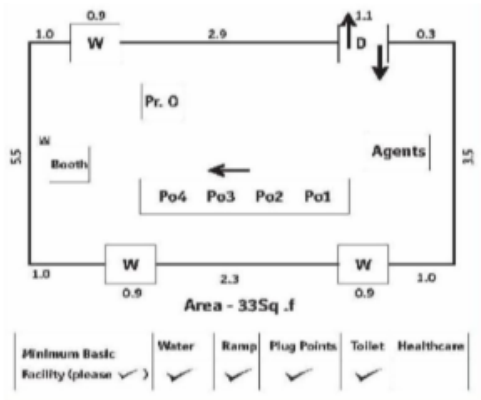 0.9 1.1
1.0 W 2.9 D 0.3
Pr. O
5.5 W Booth Agents 3.5
Po4 Po3 Po2 Po1
W W
1.0 2.3 1.0
0.9 0.9
Area - 33Sq .f
Minimum Basic Water Ramp Plug Points Toilet Healthcare
Facility (please ✓ ) ✓ ✓ ✓ ✓